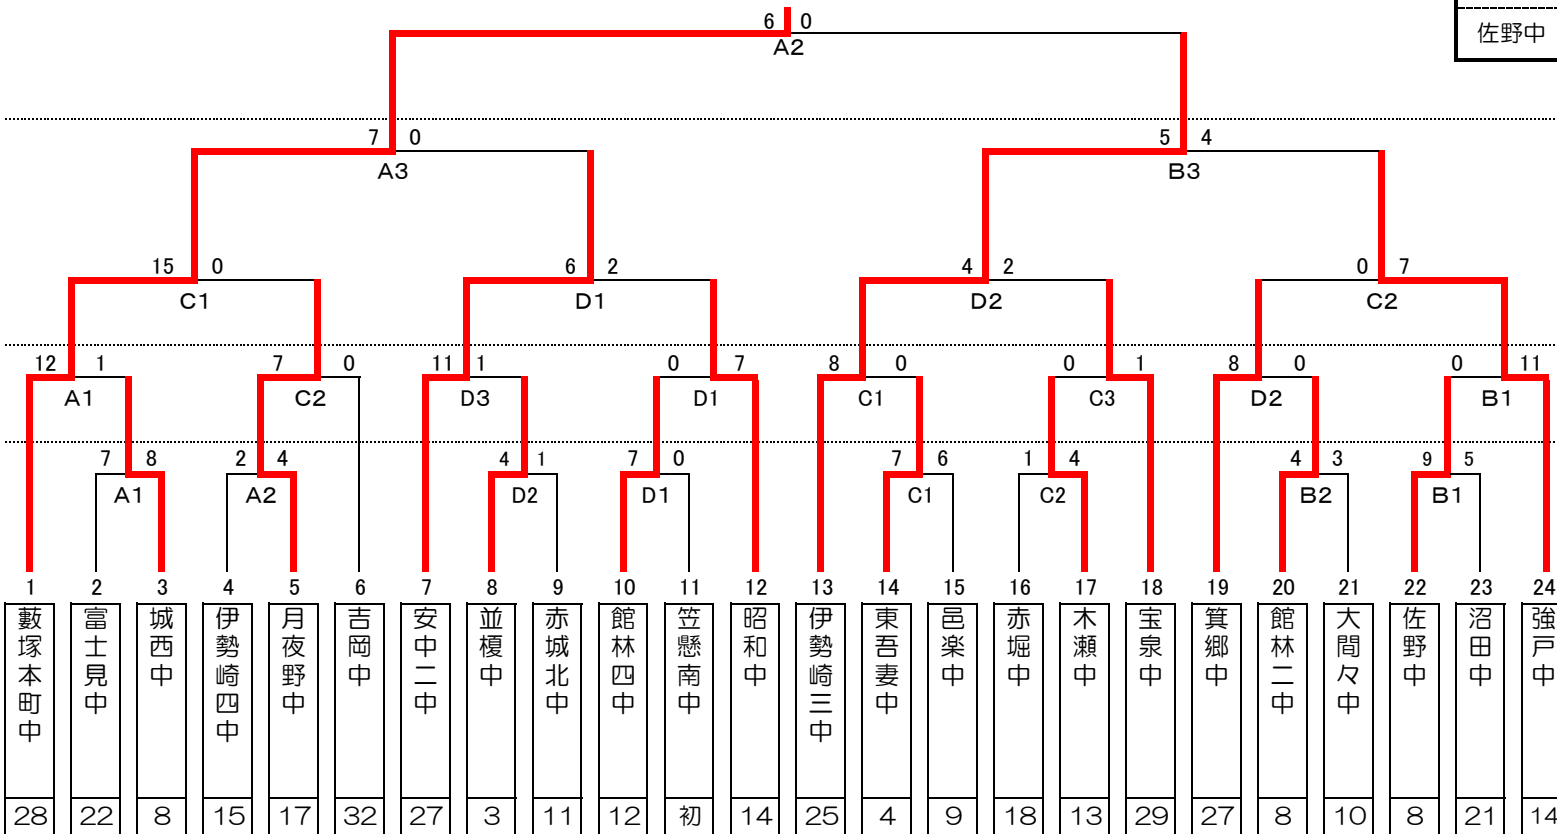 佐野中
6 0
A2
7 0
5 4
A3
B3
15 0
6 2
4 2
0 7
C1
D1
D2
C2
12 1
7 0
11 1
0 7
8 0
0 1
8 0
0 11
A1
C2
D3
D1
C1
C3
D2
B1
7 8
2 4
4 1
7 0
7 6
1 4
4 3
9 5
A1
A2
D2
D1
C1
C2
B2
B1
1 2 3 4 5 6 7 8 9 10 11 12 13 14 15 16 17 18 19 20 21 22 23 24
藪塚本町中
富士見中
城西中
伊勢崎四中
月夜野中
吉岡中
安中二中
並榎中
赤城北中
館林四中
笠懸南中
昭和中
伊勢崎三中
東吾妻中
邑楽中
赤堀中
木瀬中
宝泉中
箕郷中
館林二中
大間々中
佐野中
沼田中
強戸中
28 22 8 15 17 32 27 3 11 12 初 14 25 4 9 18 13 29 27 8 10 8 21 14